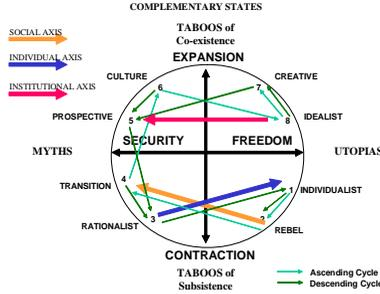 COMPLEMENTARY STATES
SOCIAL AXIS
TABOOS of
Co-existence
EXPANSION
INDIVIDUAL AXIS
INSTITUTIONAL AXIS
CULTURE
CREATIVE
6
7
PROSPECTIVE
5
8
IDEALIST
SECURITY
FREEDOM
MYTHS
UTOPIAS
4
TRANSITION
1
INDIVIDUALIST
3
2
RATIONALIST
REBEL
CONTRACTION
TABOOS of
Subsistence
Ascending Cycle
Descending Cycle